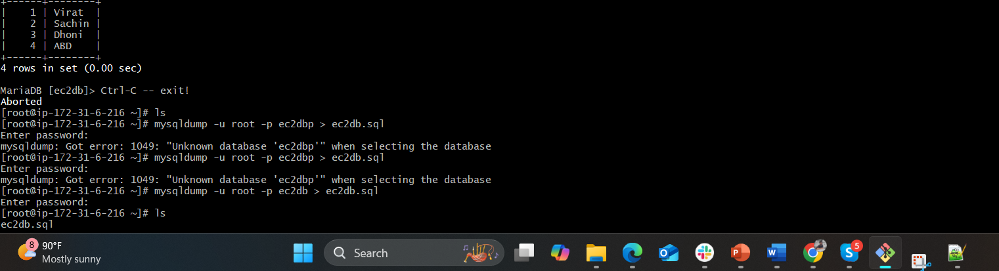 +------+--------+
|    1 | Virat  |
|    2 | Sachin |
|    3 | Dhoni  |
|    4 | ABD    |
+------+--------+
4 rows in set (0.00 sec)
MariaDB [ec2db]> Ctrl-C -- exit!
Aborted
[root@ip-172-31-6-216 ~]# ls
[root@ip-172-31-6-216 ~]# mysqldump -u root -p ec2dbp > ec2db.sql
Enter password:
mysqldump: Got error: 1049: "Unknown database 'ec2dbp'" when selecting the database
[root@ip-172-31-6-216 ~]# mysqldump -u root -p ec2dbp > ec2db.sql
Enter password:
mysqldump: Got error: 1049: "Unknown database 'ec2dbp'" when selecting the database
[root@ip-172-31-6-216 ~]# mysqldump -u root -p ec2db > ec2db.sql
Enter password:
[root@ip-172-31-6-216 ~]# ls
ec2db.sql
8
90°F
Mostly sunny
Search
5